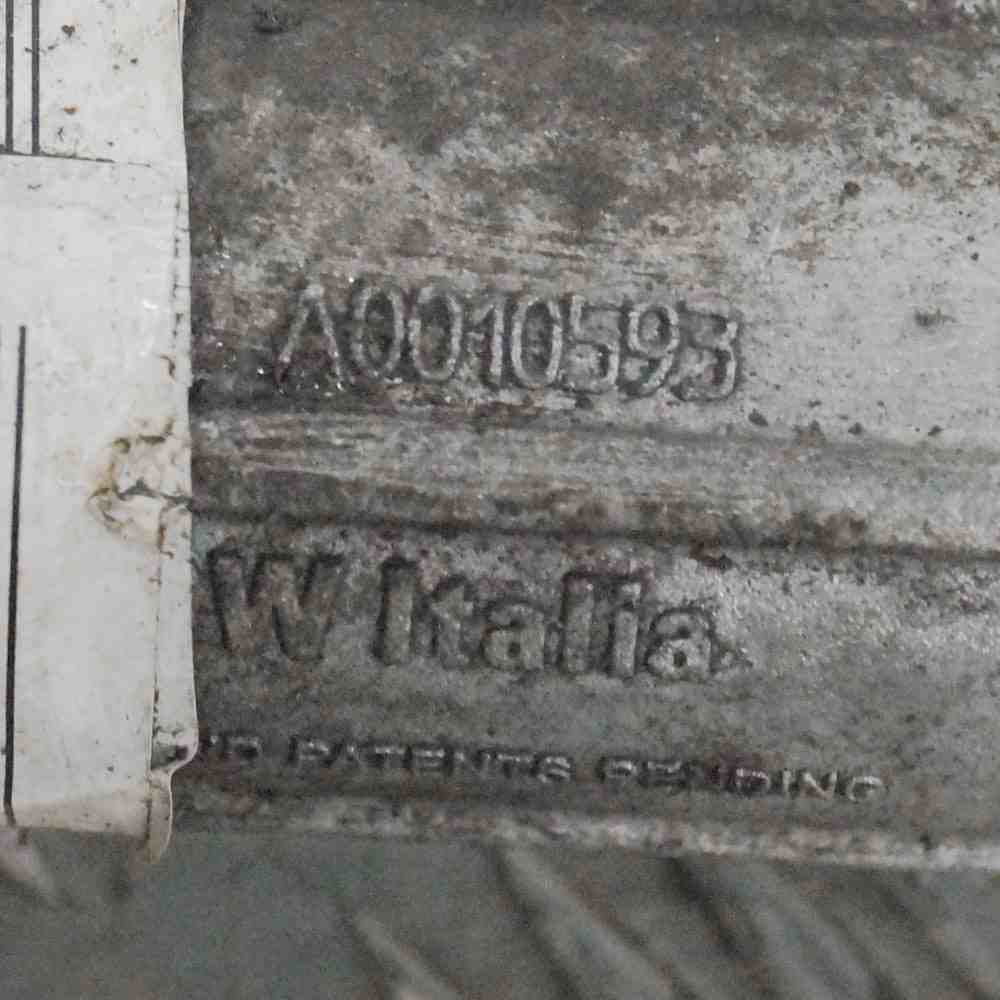 A0010593
W Italia
PATENTS PENDING